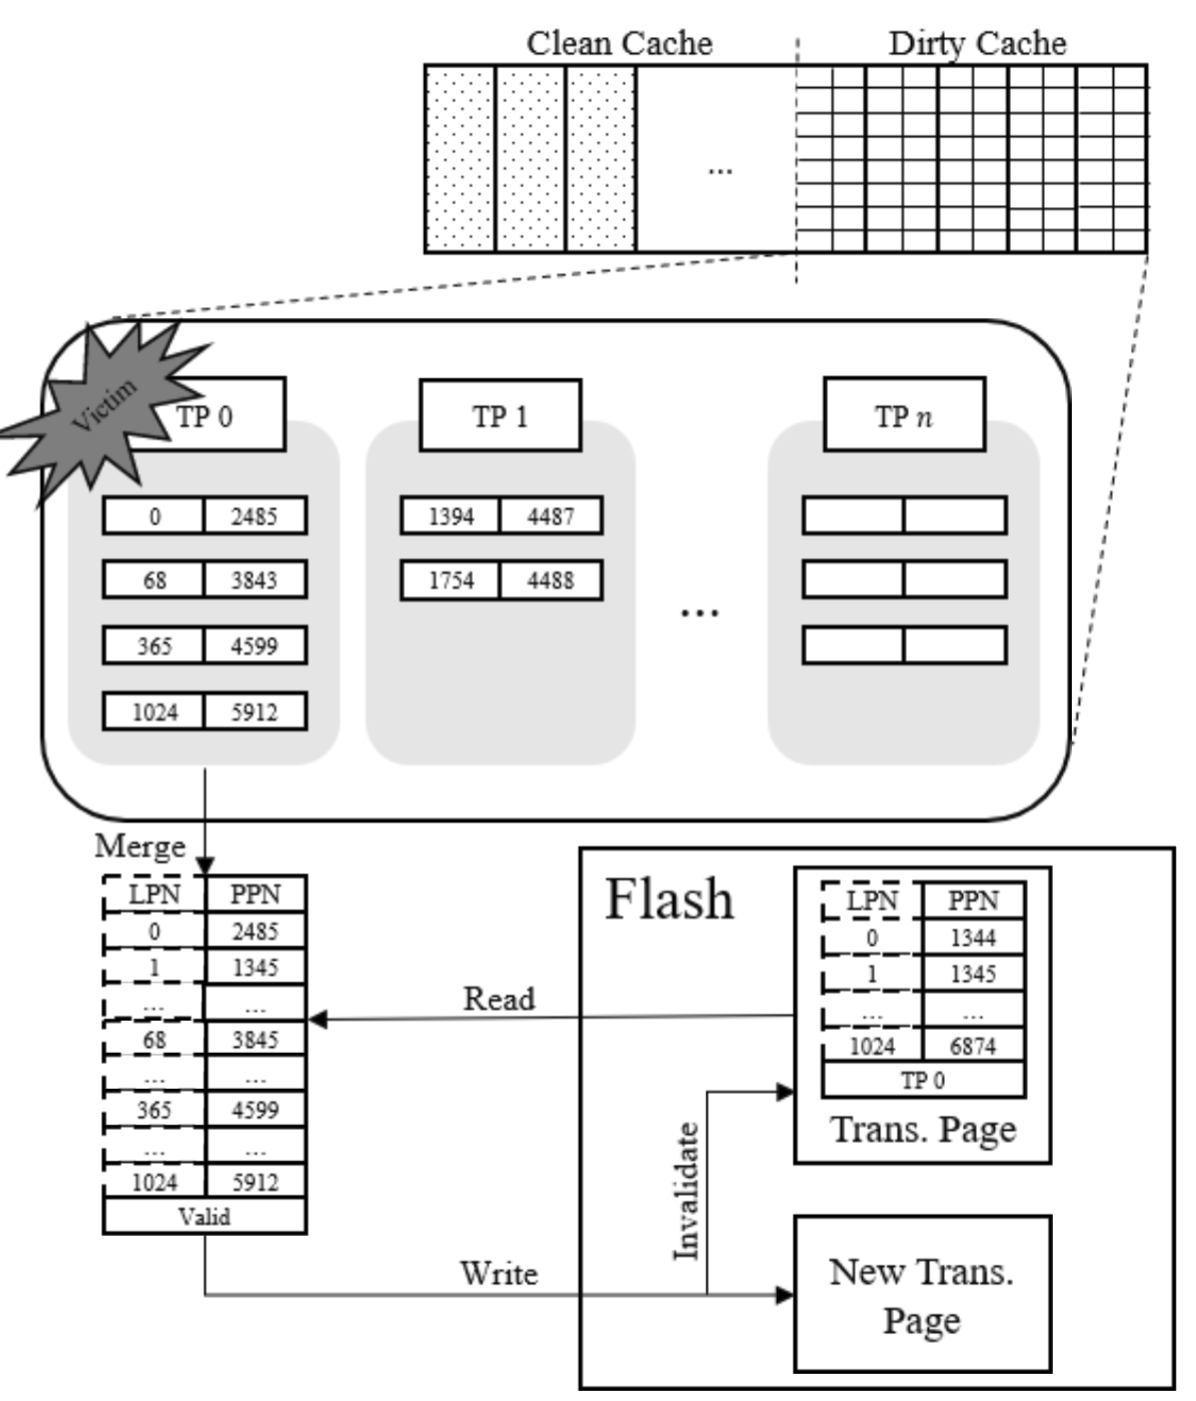 Clean Cache Dirty Cache
...
Victim
TP 0 TP 1 TP n
0 2485 1394 4487
68 3843 1754 4488
...
365 4599
1024 5912
Merge
LPN PPN
0 2485
1 1345
... ...
68 3845
... ...
365 4599
... ...
1024 5912
Valid
Read
Write
Invalidate
Flash
LPN PPN
0 1344
1 1345
... ...
1024 6874
TP 0
Trans. Page
New Trans.
Page